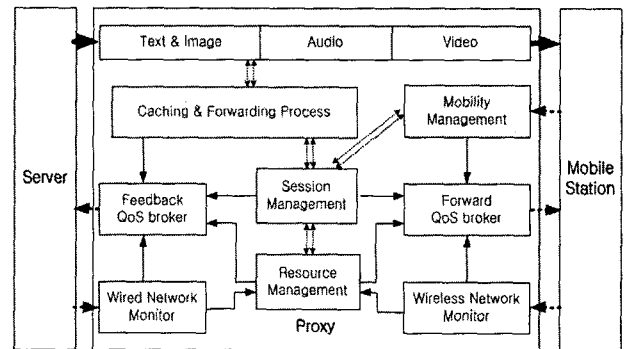 Text & Image
Audio
Video
Caching & Forwarding Process
Mobility
Management
Server
Mobile
Station
Feedback
QoS broker
Session
Management
Forward
QoS broker
Resource
Management
Wired Network
Monitor
Wireless Network
Monitor
Proxy